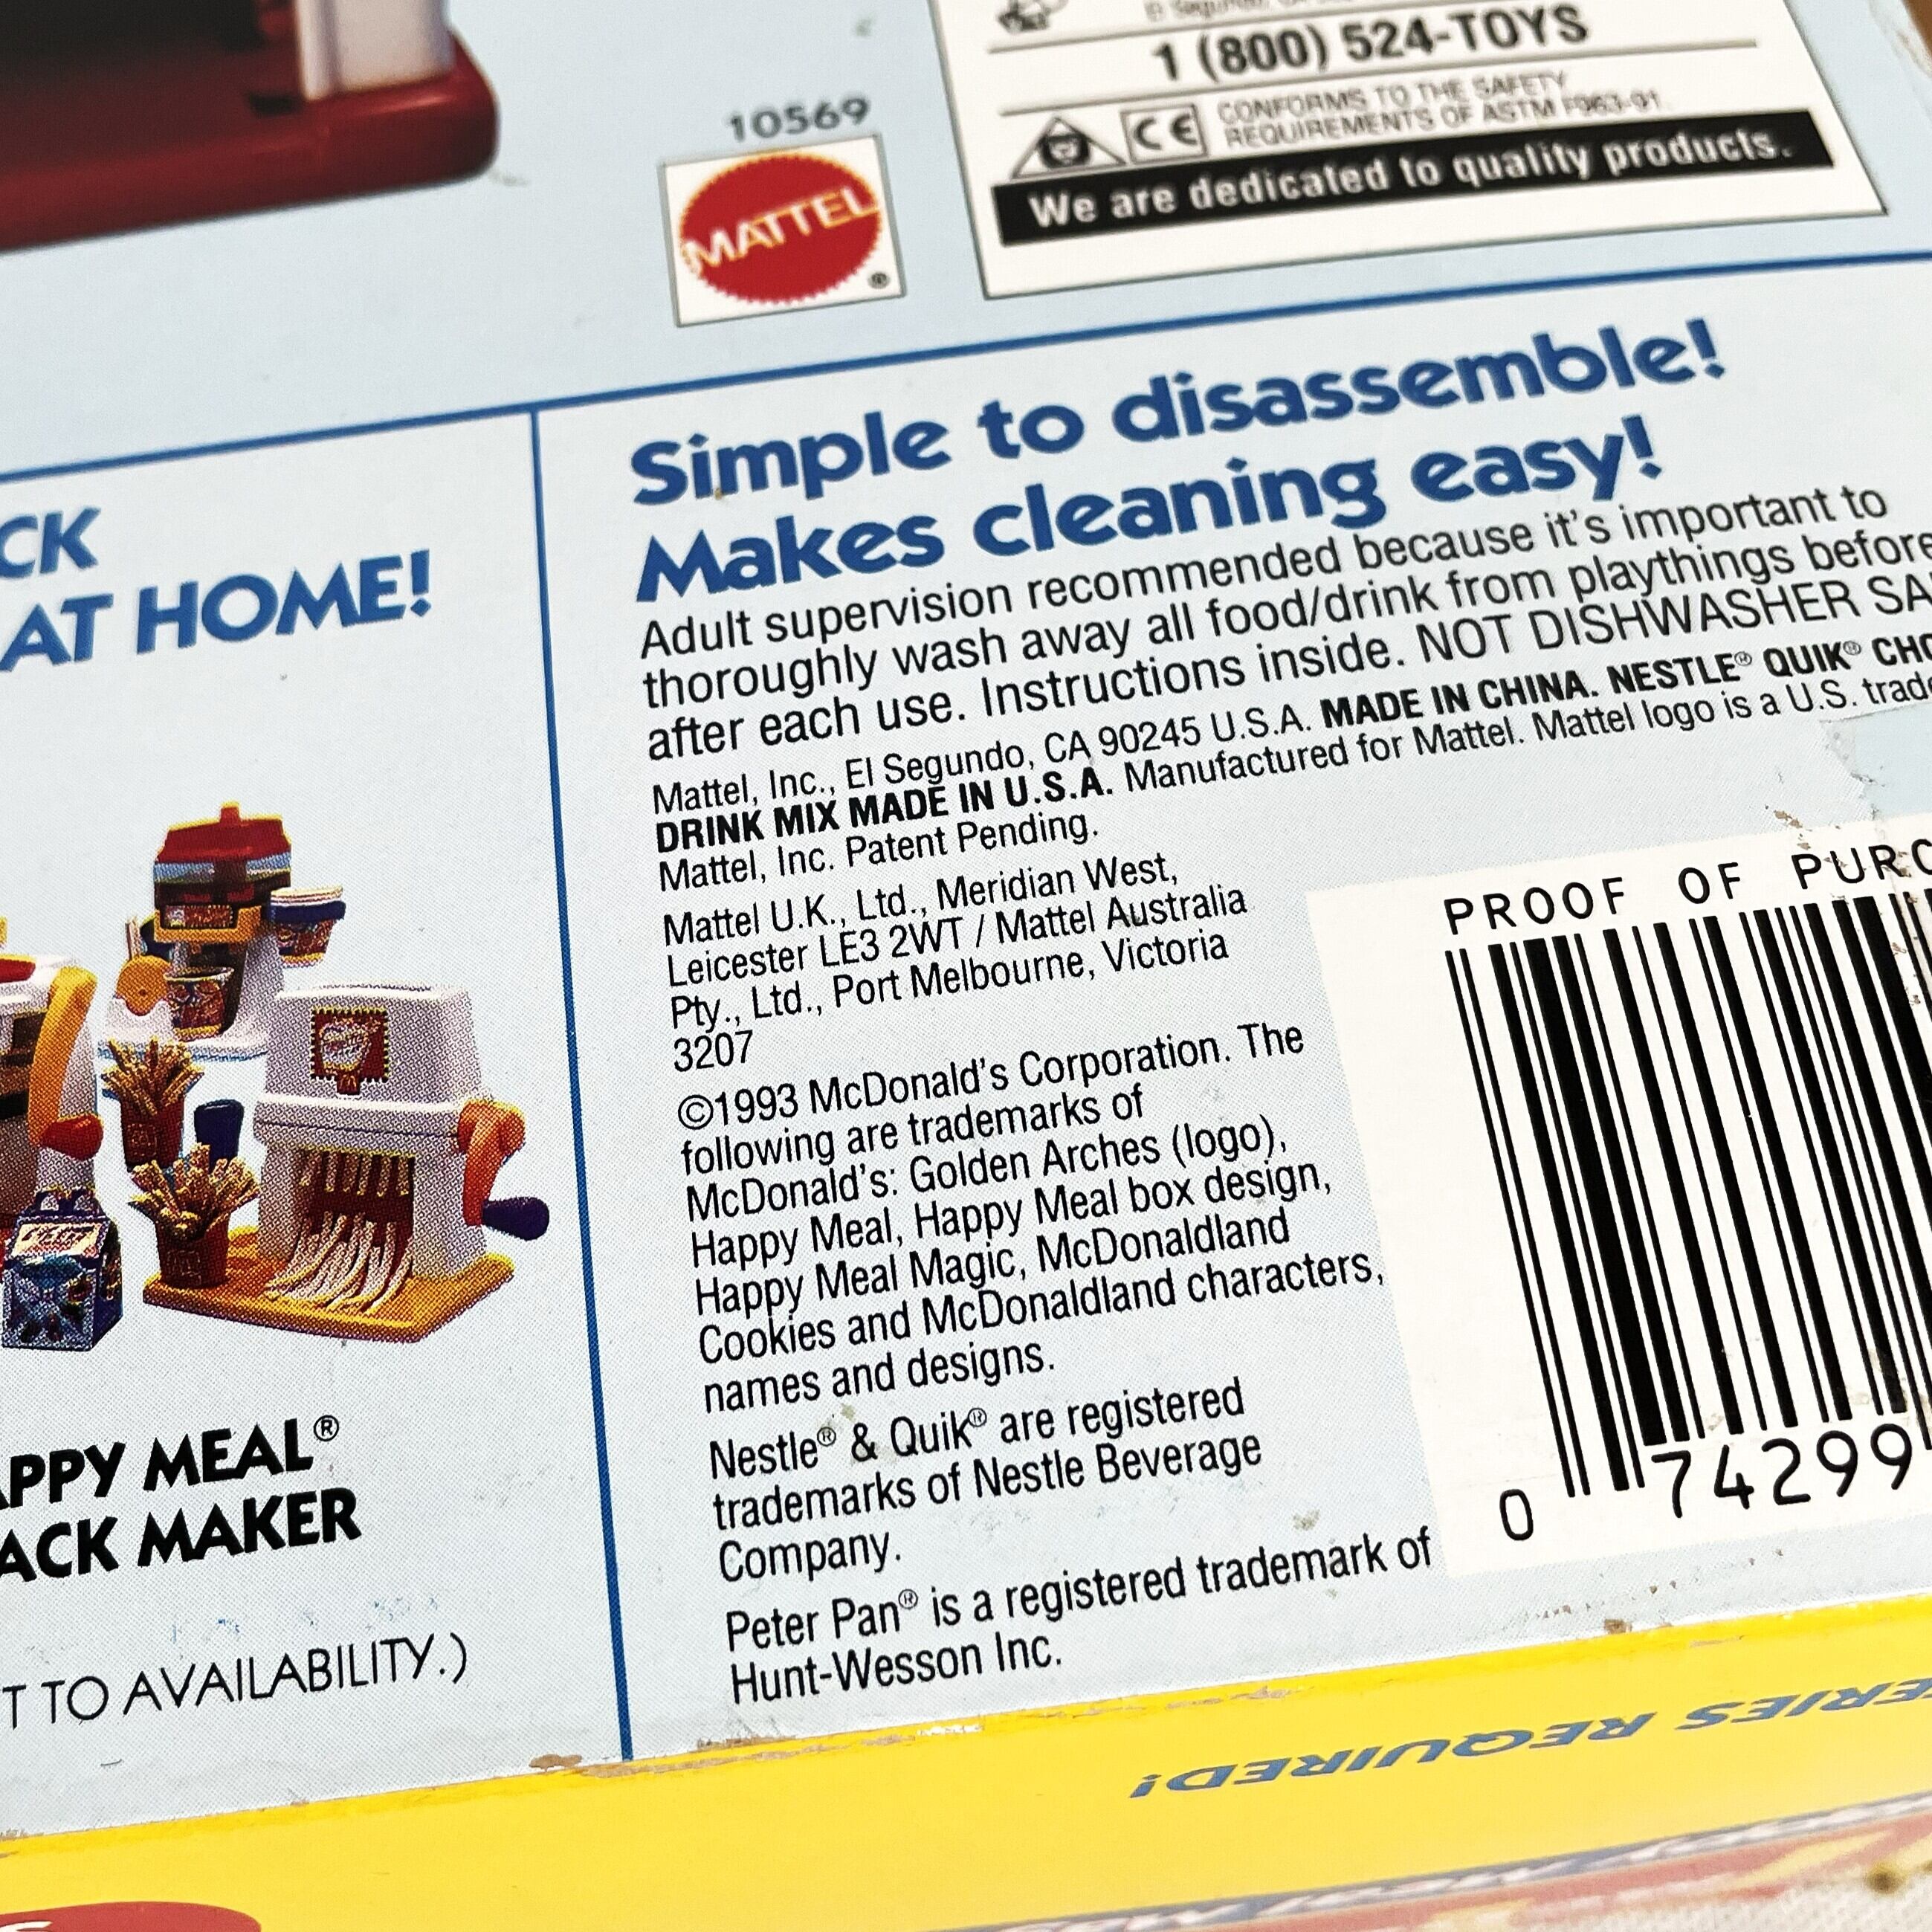 1 (800) 524-TOYS
CE
CONFORMS TO THE SAFETY
REQUIREMENTS OF ASTM F963-91
We are dedicated to quality products.
10569
MATTEL®
CK
AT HOME!
APPY MEAL®
ACK MAKER
T TO AVAILABILITY.)
Simple to disassemble!
Makes cleaning easy!
Adult supervision recommended because it's important to
thoroughly wash away all food/drink from playthings before
after each use. Instructions inside. NOT DISHWASHER SA
Mattel, Inc., El Segundo, CA 90245 U.S.A. MADE IN CHINA. NESTLE® QUIK® CHO
DRINK MIX MADE IN U.S.A. Manufactured for Mattel. Mattel logo is a U.S. trade
Mattel, Inc. Patent Pending.
Mattel U.K., Ltd., Meridian West,
Leicester LE3 2WT / Mattel Australia
Pty., Ltd., Port Melbourne, Victoria
3207
©1993 McDonald's Corporation. The
following are trademarks of
McDonald's: Golden Arches (logo),
Happy Meal, Happy Meal box design,
Happy Meal Magic, McDonaldland
Cookies and McDonaldland characters,
names and designs.
Nestle® & Quik® are registered
trademarks of Nestle Beverage
Company.
Peter Pan® is a registered trademark of
Hunt-Wesson Inc.
PROOF OF PURC
0 74299
ERIES REQUIRED!